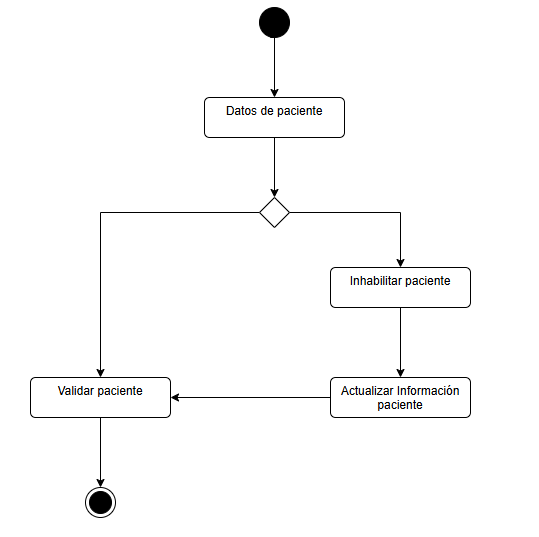 Datos de paciente
Inhabilitar paciente
Validar paciente
Actualizar Información
paciente